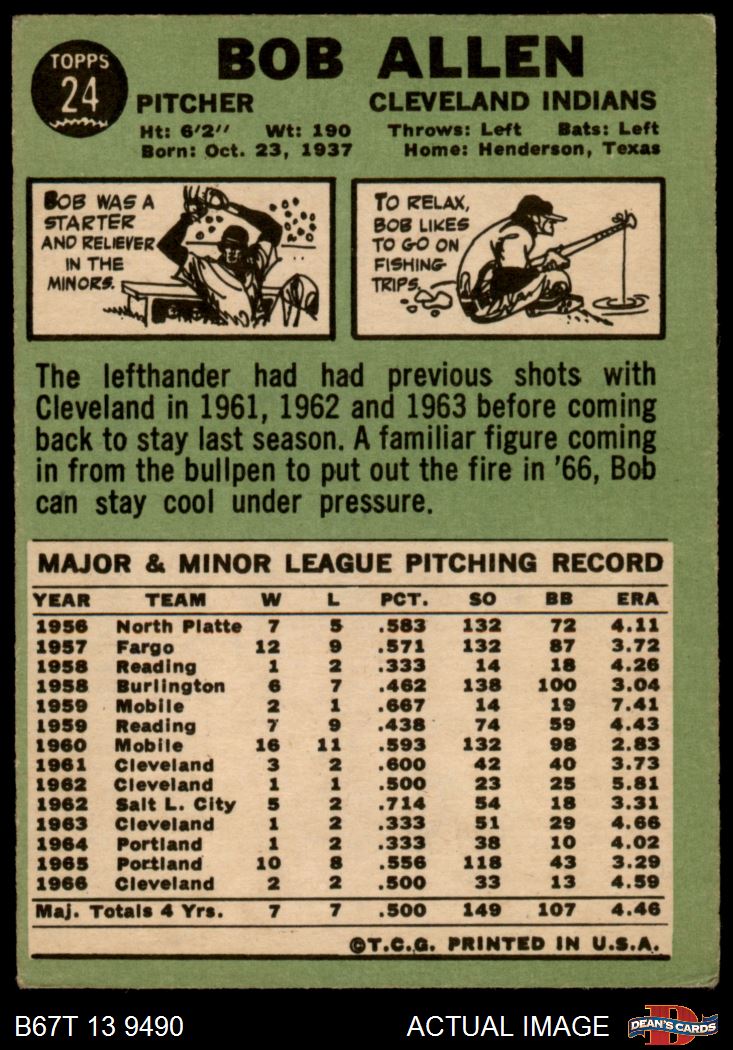 TOPPS
24
BOB ALLEN
PITCHER CLEVELAND INDIANS
Ht: 6'2" Wt: 190 Throws: Left Bats: Left
Born: Oct. 23, 1937 Home: Henderson, Texas
BOB WAS A
STARTER
AND RELIEVER
IN THE
MINORS.
TO RELAX,
BOB LIKES
TO GO ON
FISHING
TRIPS.
The lefthander had had previous shots with
Cleveland in 1961, 1962 and 1963 before coming
back to stay last season. A familiar figure coming
in from the bullpen to put out the fire in '66, Bob
can stay cool under pressure.
MAJOR & MINOR LEAGUE PITCHING RECORD
YEAR TEAM W L PCT. SO BB ERA
1956 North Platte 7 5 .583 132 72 4.11
1957 Fargo 12 9 .571 132 87 3.72
1958 Reading 1 2 .333 14 18 4.26
1958 Burlington 6 7 .462 138 100 3.04
1959 Mobile 2 1 .667 14 19 7.41
1959 Reading 7 9 .438 74 59 4.43
1960 Mobile 16 11 .593 132 98 2.83
1961 Cleveland 3 2 .600 42 40 3.73
1962 Cleveland 1 1 .500 23 25 5.81
1962 Salt L. City 5 2 .714 54 18 3.31
1963 Cleveland 1 2 .333 51 29 4.66
1964 Portland 1 2 .333 38 10 4.02
1965 Portland 10 8 .556 118 43 3.29
1966 Cleveland 2 2 .500 33 13 4.59
Maj. Totals 4 Yrs. 7 7 .500 149 107 4.46
©T.C.G. PRINTED IN U.S.A.
B67T 13 9490 ACTUAL IMAGE
DEAN'S CARDS